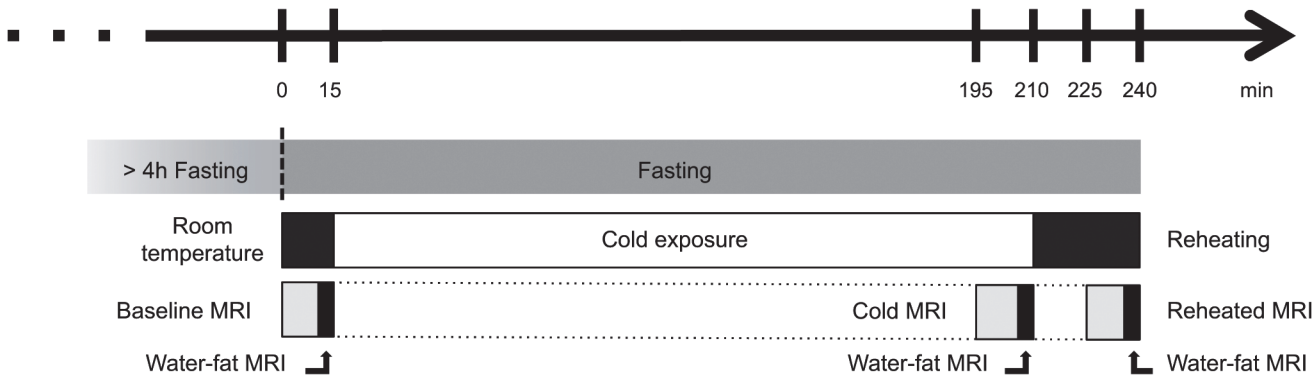 0 15 195 210 225 240 min
> 4h Fasting Fasting
Room
temperature
Cold exposure
Reheating
Baseline MRI Cold MRI Reheated MRI
Water-fat MRI Water-fat MRI Water-fat MRI